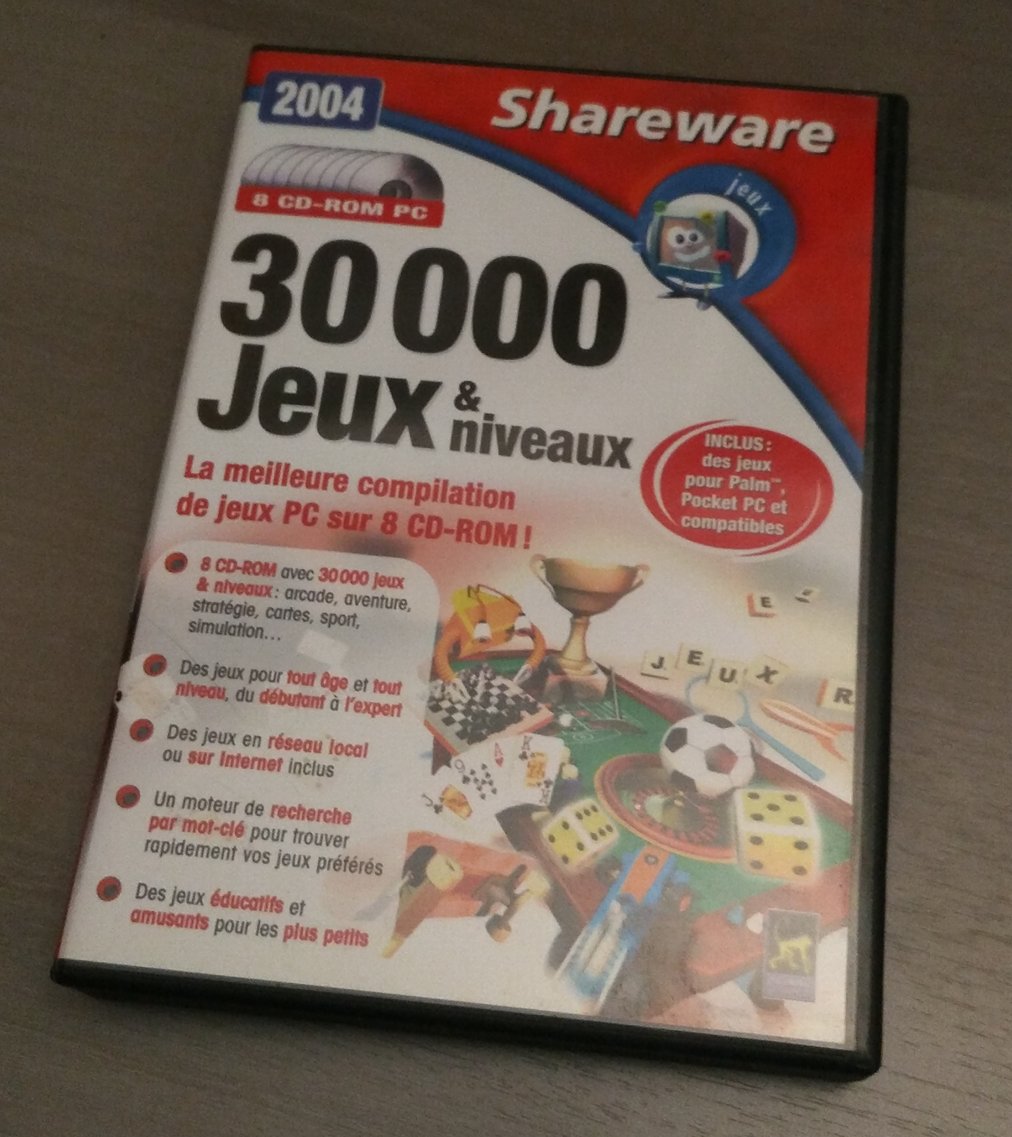 2004
Shareware
jeux
8 CD-ROM PC
30 000
Jeux &
niveaux
La meilleure compilation
de jeux PC sur 8 CD-ROM !
INCLUS :
des jeux
pour Palm™,
Pocket PC et
compatibles
8 CD-ROM avec 30 000 jeux
& niveaux : arcade, aventure,
stratégie, cartes, sport,
simulation...
Des jeux pour tout âge et tout
niveau, du débutant à l'expert
Des jeux en réseau local
ou sur Internet inclus
Un moteur de recherche
par mot-clé pour trouver
rapidement vos jeux préférés
Des jeux éducatifs et
amusants pour les plus petits
E
J E U X
R